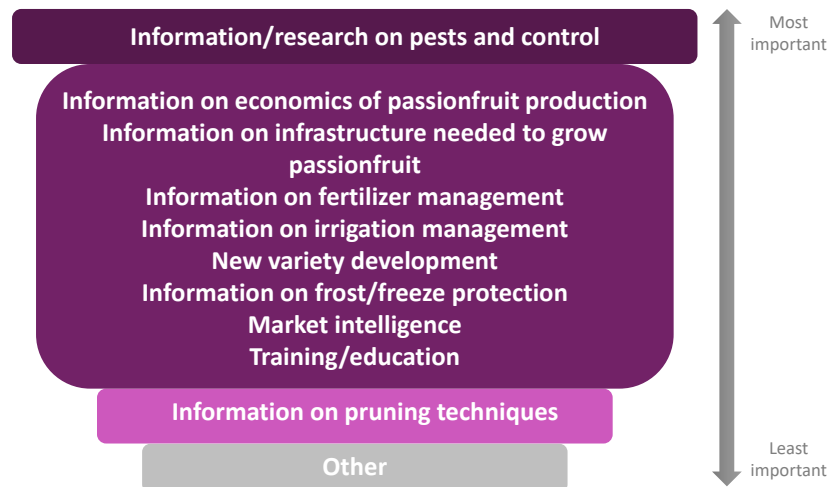 Information/research on pests and control
Most
important
Information on economics of passionfruit production
Information on infrastructure needed to grow
passionfruit
Information on fertilizer management
Information on irrigation management
New variety development
Information on frost/freeze protection
Market intelligence
Training/education
Information on pruning techniques
Other
Least
important